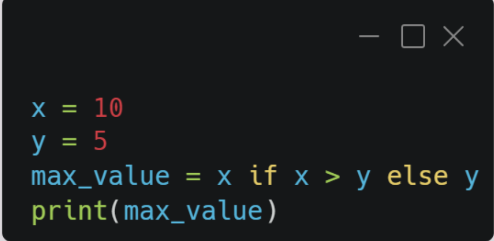 x = 10
y = 5
max_value = x if x > y else y
print(max_value)